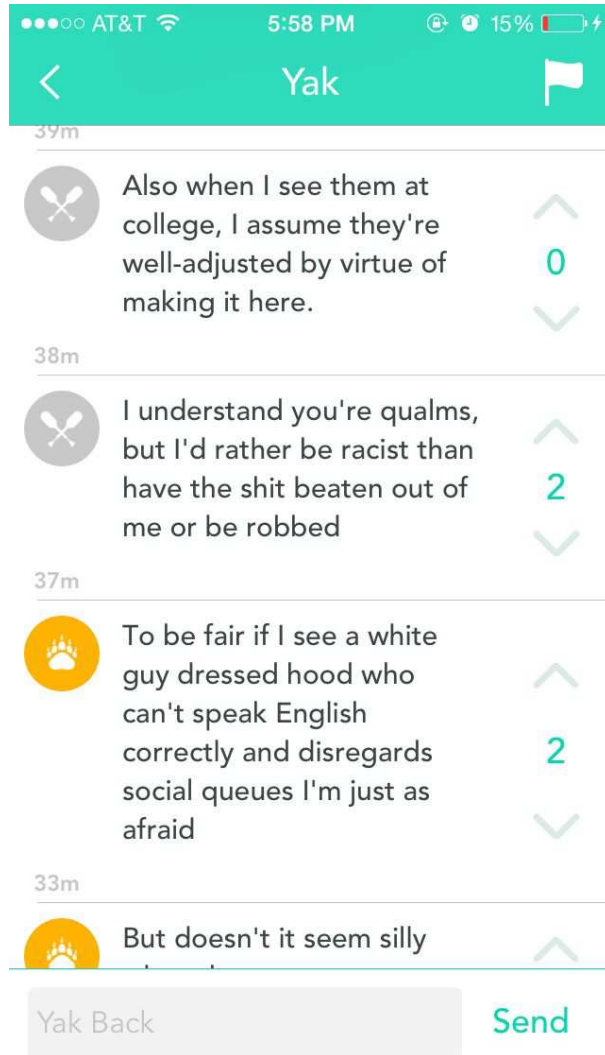 AT&T 5:58 PM 15%
Yak
39m
Also when I see them at
college, I assume they're
well-adjusted by virtue of
making it here.
0
38m
I understand you're qualms,
but I'd rather be racist than
have the shit beaten out of
me or be robbed
2
37m
To be fair if I see a white
guy dressed hood who
can't speak English
correctly and disregards
social queues I'm just as
afraid
2
33m
But doesn't it seem silly
Yak Back Send